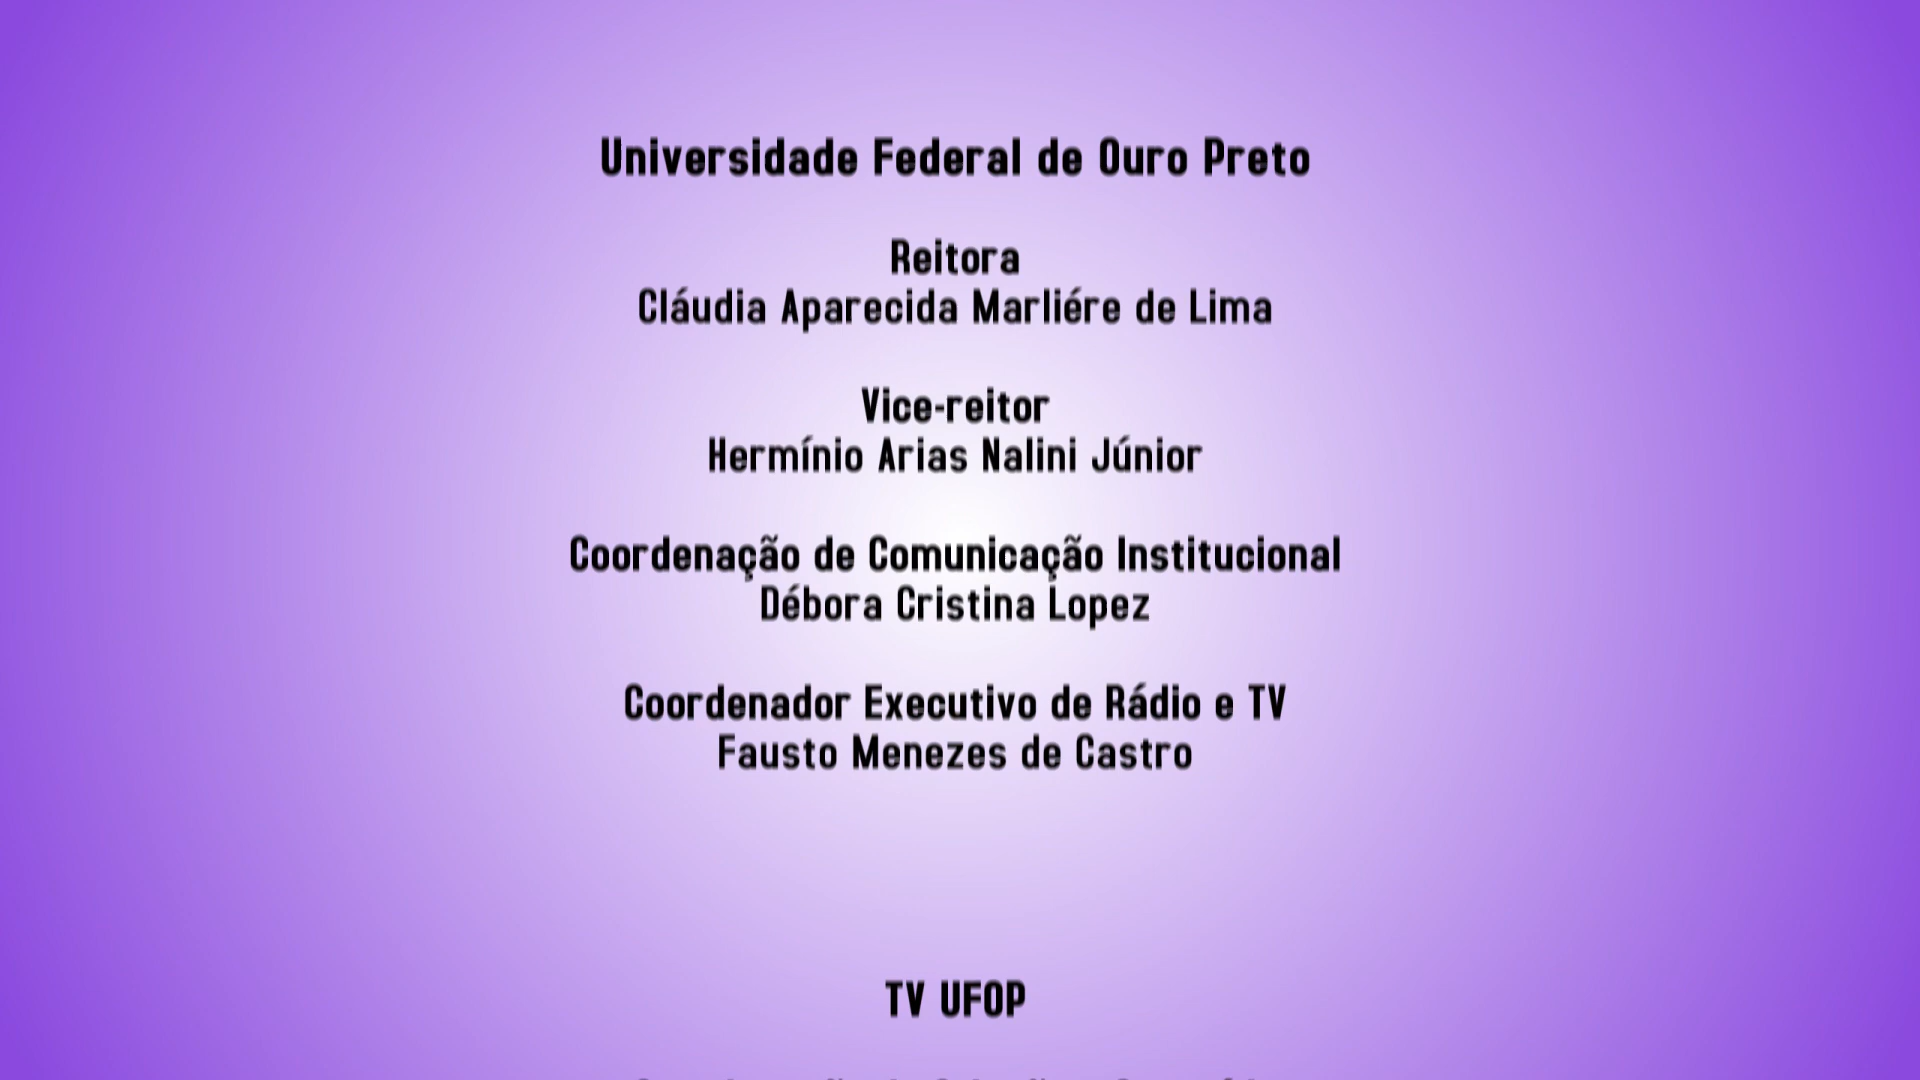 Universidade Federal de Ouro Preto
Reitora
Cláudia Aparecida Marliére de Lima
Vice-reitor
Hermínio Arias Nalini Júnior
Coordenação de Comunicação Institucional
Débora Cristina Lopez
Coordenador Executivo de Rádio e TV
Fausto Menezes de Castro
TV UFOP